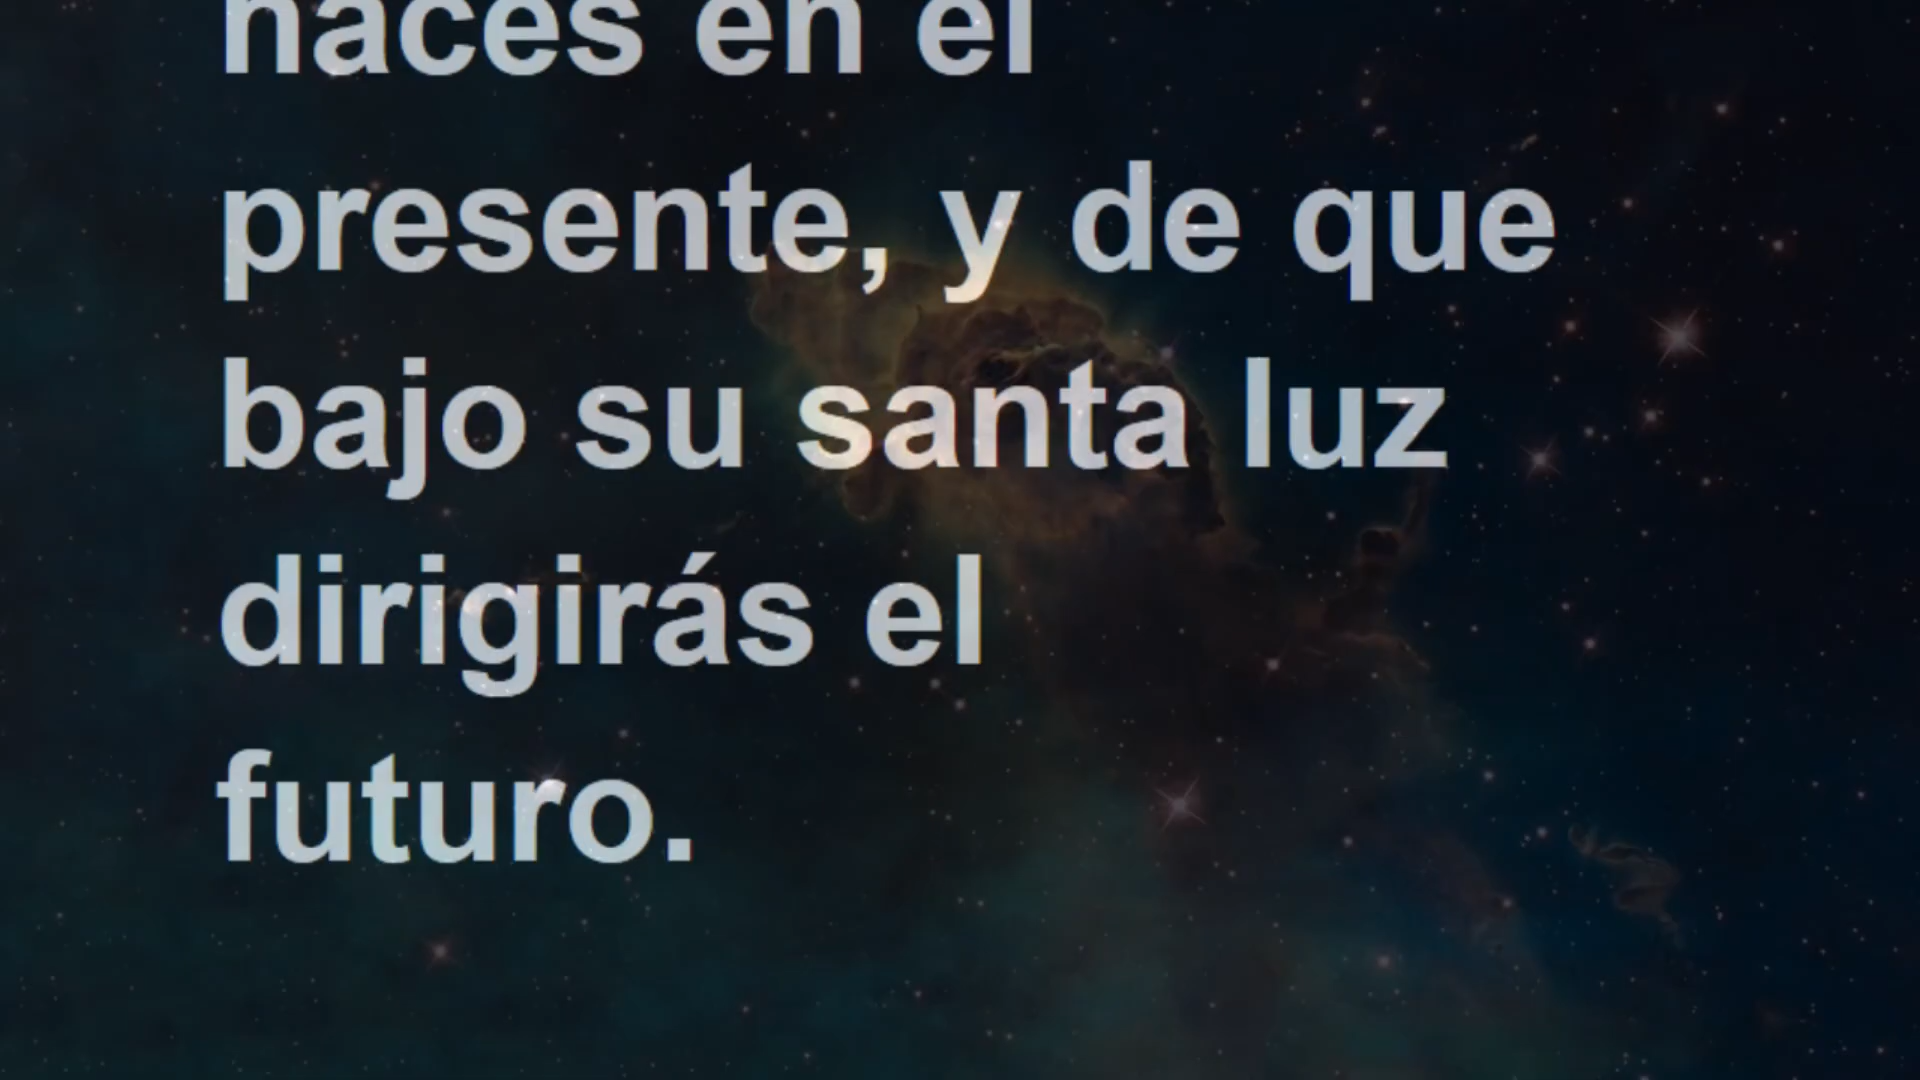 haces en el
presente, y de que
bajo su santa luz
dirigirás el
futuro.